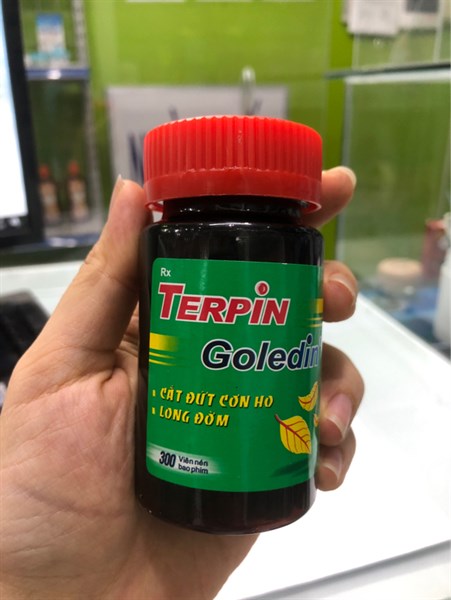 Rx
TERPIN
Goledin
CẮT ĐỨT CƠN HO
LONG ĐỜM
300 Viên nén
bao phim